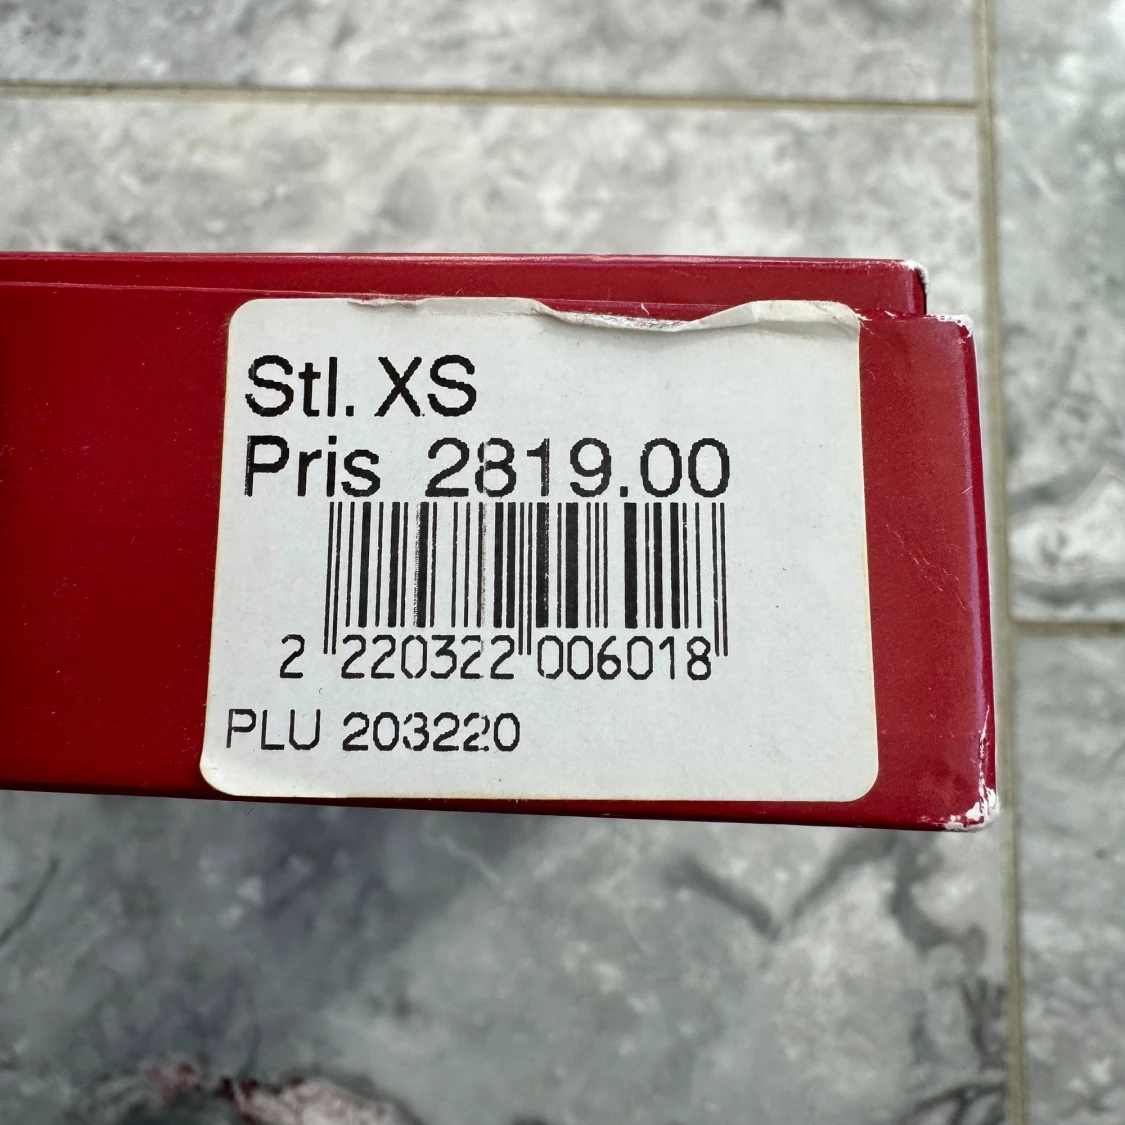 Stl. XS
Pris 2819.00
2 220322 006018
PLU 203220